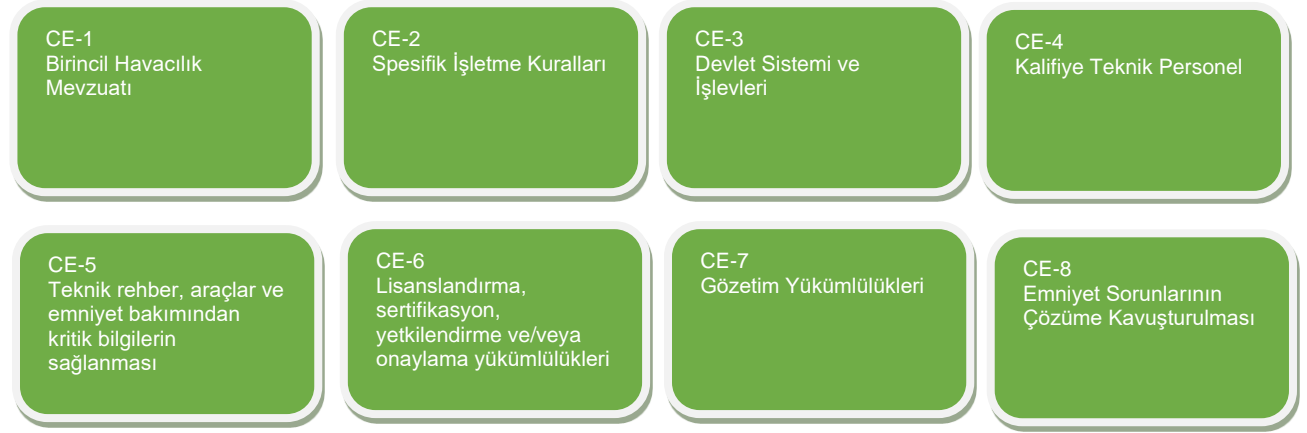 CE-1
Birincil Havacılık
Mevzuatı
CE-2
Spesifik İşletme Kuralları
CE-3
Devlet Sistemi ve
İşlevleri
CE-4
Kalifiye Teknik Personel
CE-5
Teknik rehber, araçlar ve
emniyet bakımından
kritik bilgilerin
sağlanması
CE-6
Lisanslandırma,
sertifikasyon,
yetkilendirme ve/veya
onaylama yükümlülükleri
CE-7
Gözetim Yükümlülükleri
CE-8
Emniyet Sorunlarının
Çözüme Kavuşturulması